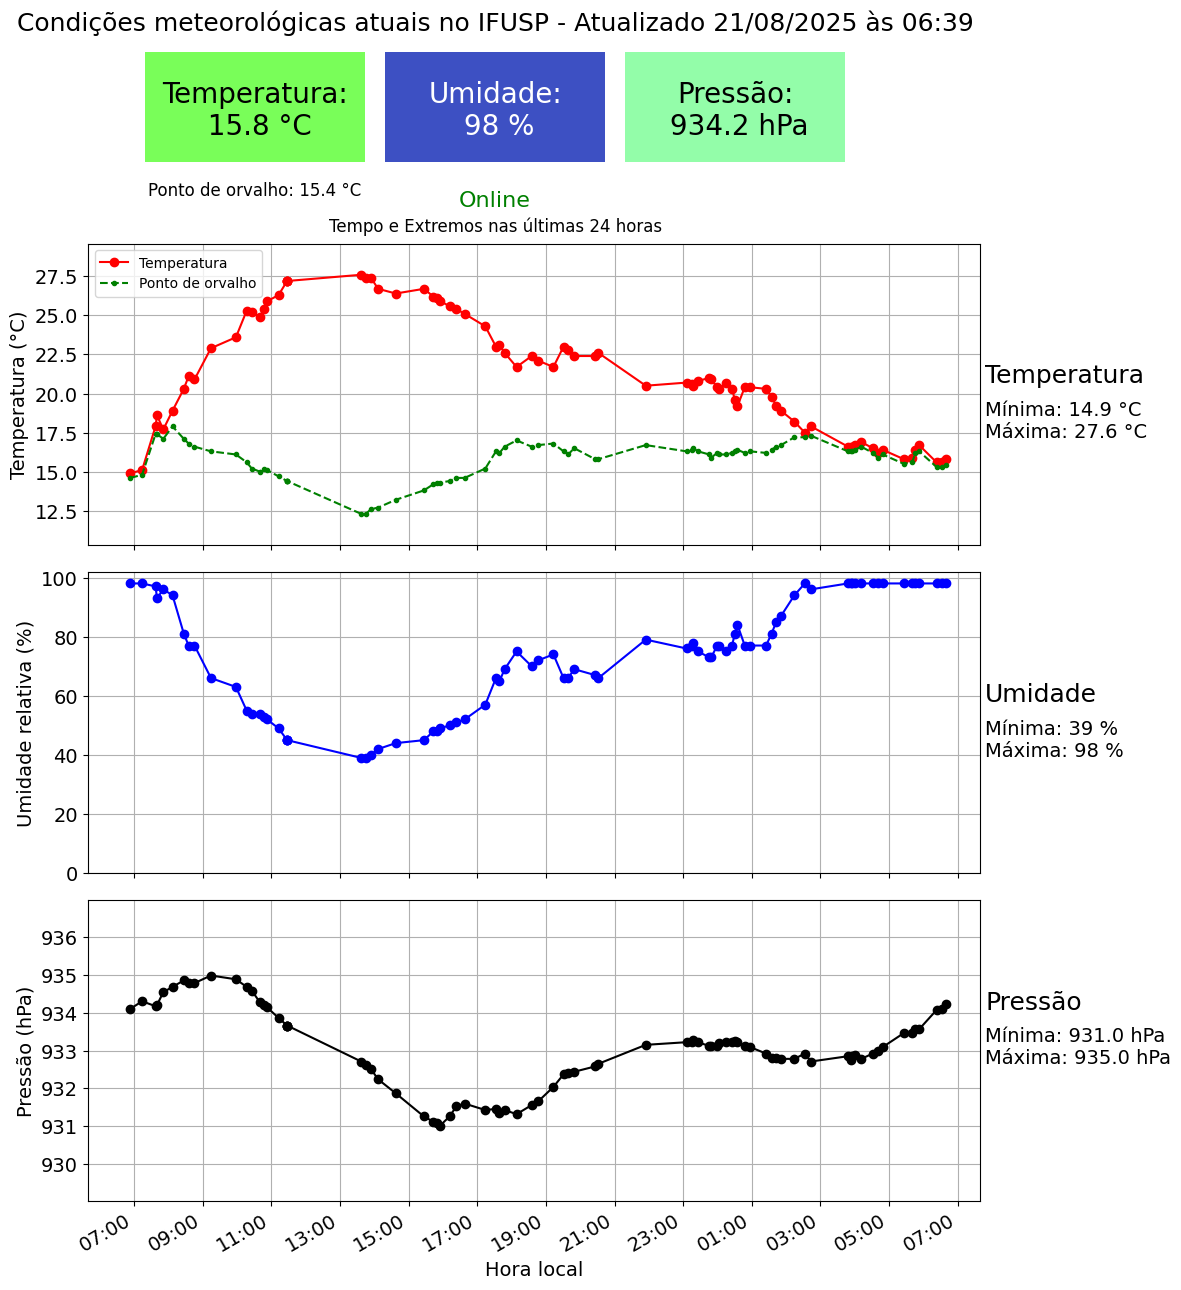 Condições meteorológicas atuais no IFUSP - Atualizado 21/08/2025 às 06:39
Temperatura:
15.8 °C
Umidade:
98 %
Pressão:
934.2 hPa
Ponto de orvalho: 15.4 °C
Online
Tempo e Extremos nas últimas 24 horas
Temperatura
Ponto de orvalho
Temperatura (°C)
27.5
25.0
22.5
20.0
17.5
15.0
12.5
Temperatura
Mínima: 14.9 °C
Máxima: 27.6 °C
Umidade relativa (%)
100
80
60
40
20
0
Umidade
Mínima: 39 %
Máxima: 98 %
Pressão (hPa)
936
935
934
933
932
931
930
Pressão
Mínima: 931.0 hPa
Máxima: 935.0 hPa
07:00 09:00 11:00 13:00 15:00 17:00 19:00 21:00 23:00 01:00 03:00 05:00 07:00
Hora local